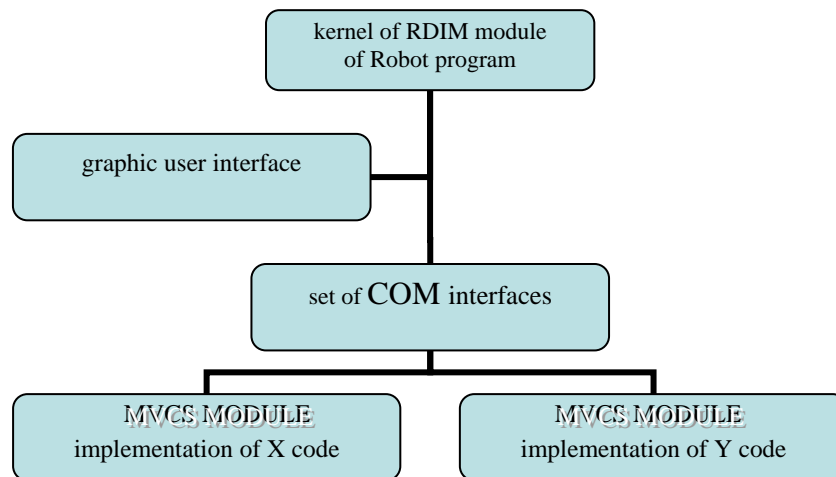 kernel of RDIM module
of Robot program
graphic user interface
set of COM interfaces
MVCS MODULE
implementation of X code
MVCS MODULE
implementation of Y code